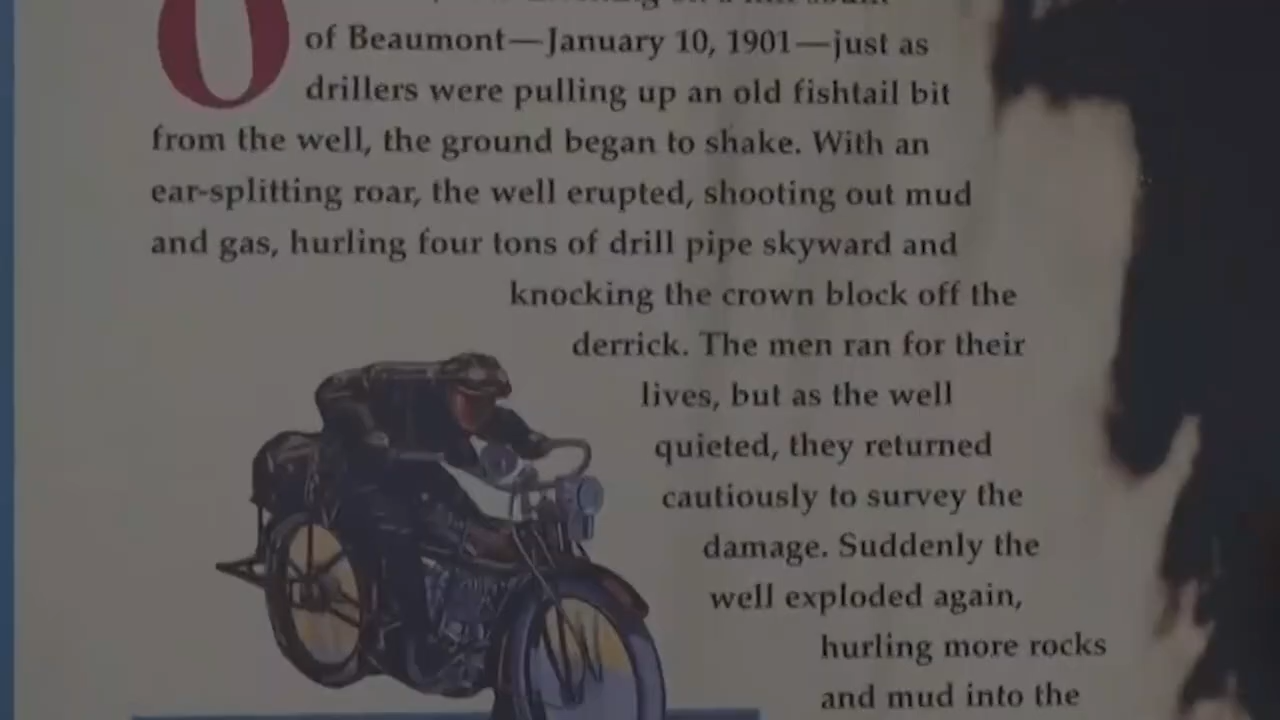 O
of Beaumont—January 10, 1901—just as
drillers were pulling up an old fishtail bit
from the well, the ground began to shake. With an
ear-splitting roar, the well erupted, shooting out mud
and gas, hurling four tons of drill pipe skyward and
knocking the crown block off the
derrick. The men ran for their
lives, but as the well
quieted, they returned
cautiously to survey the
damage. Suddenly the
well exploded again,
hurling more rocks
and mud into the